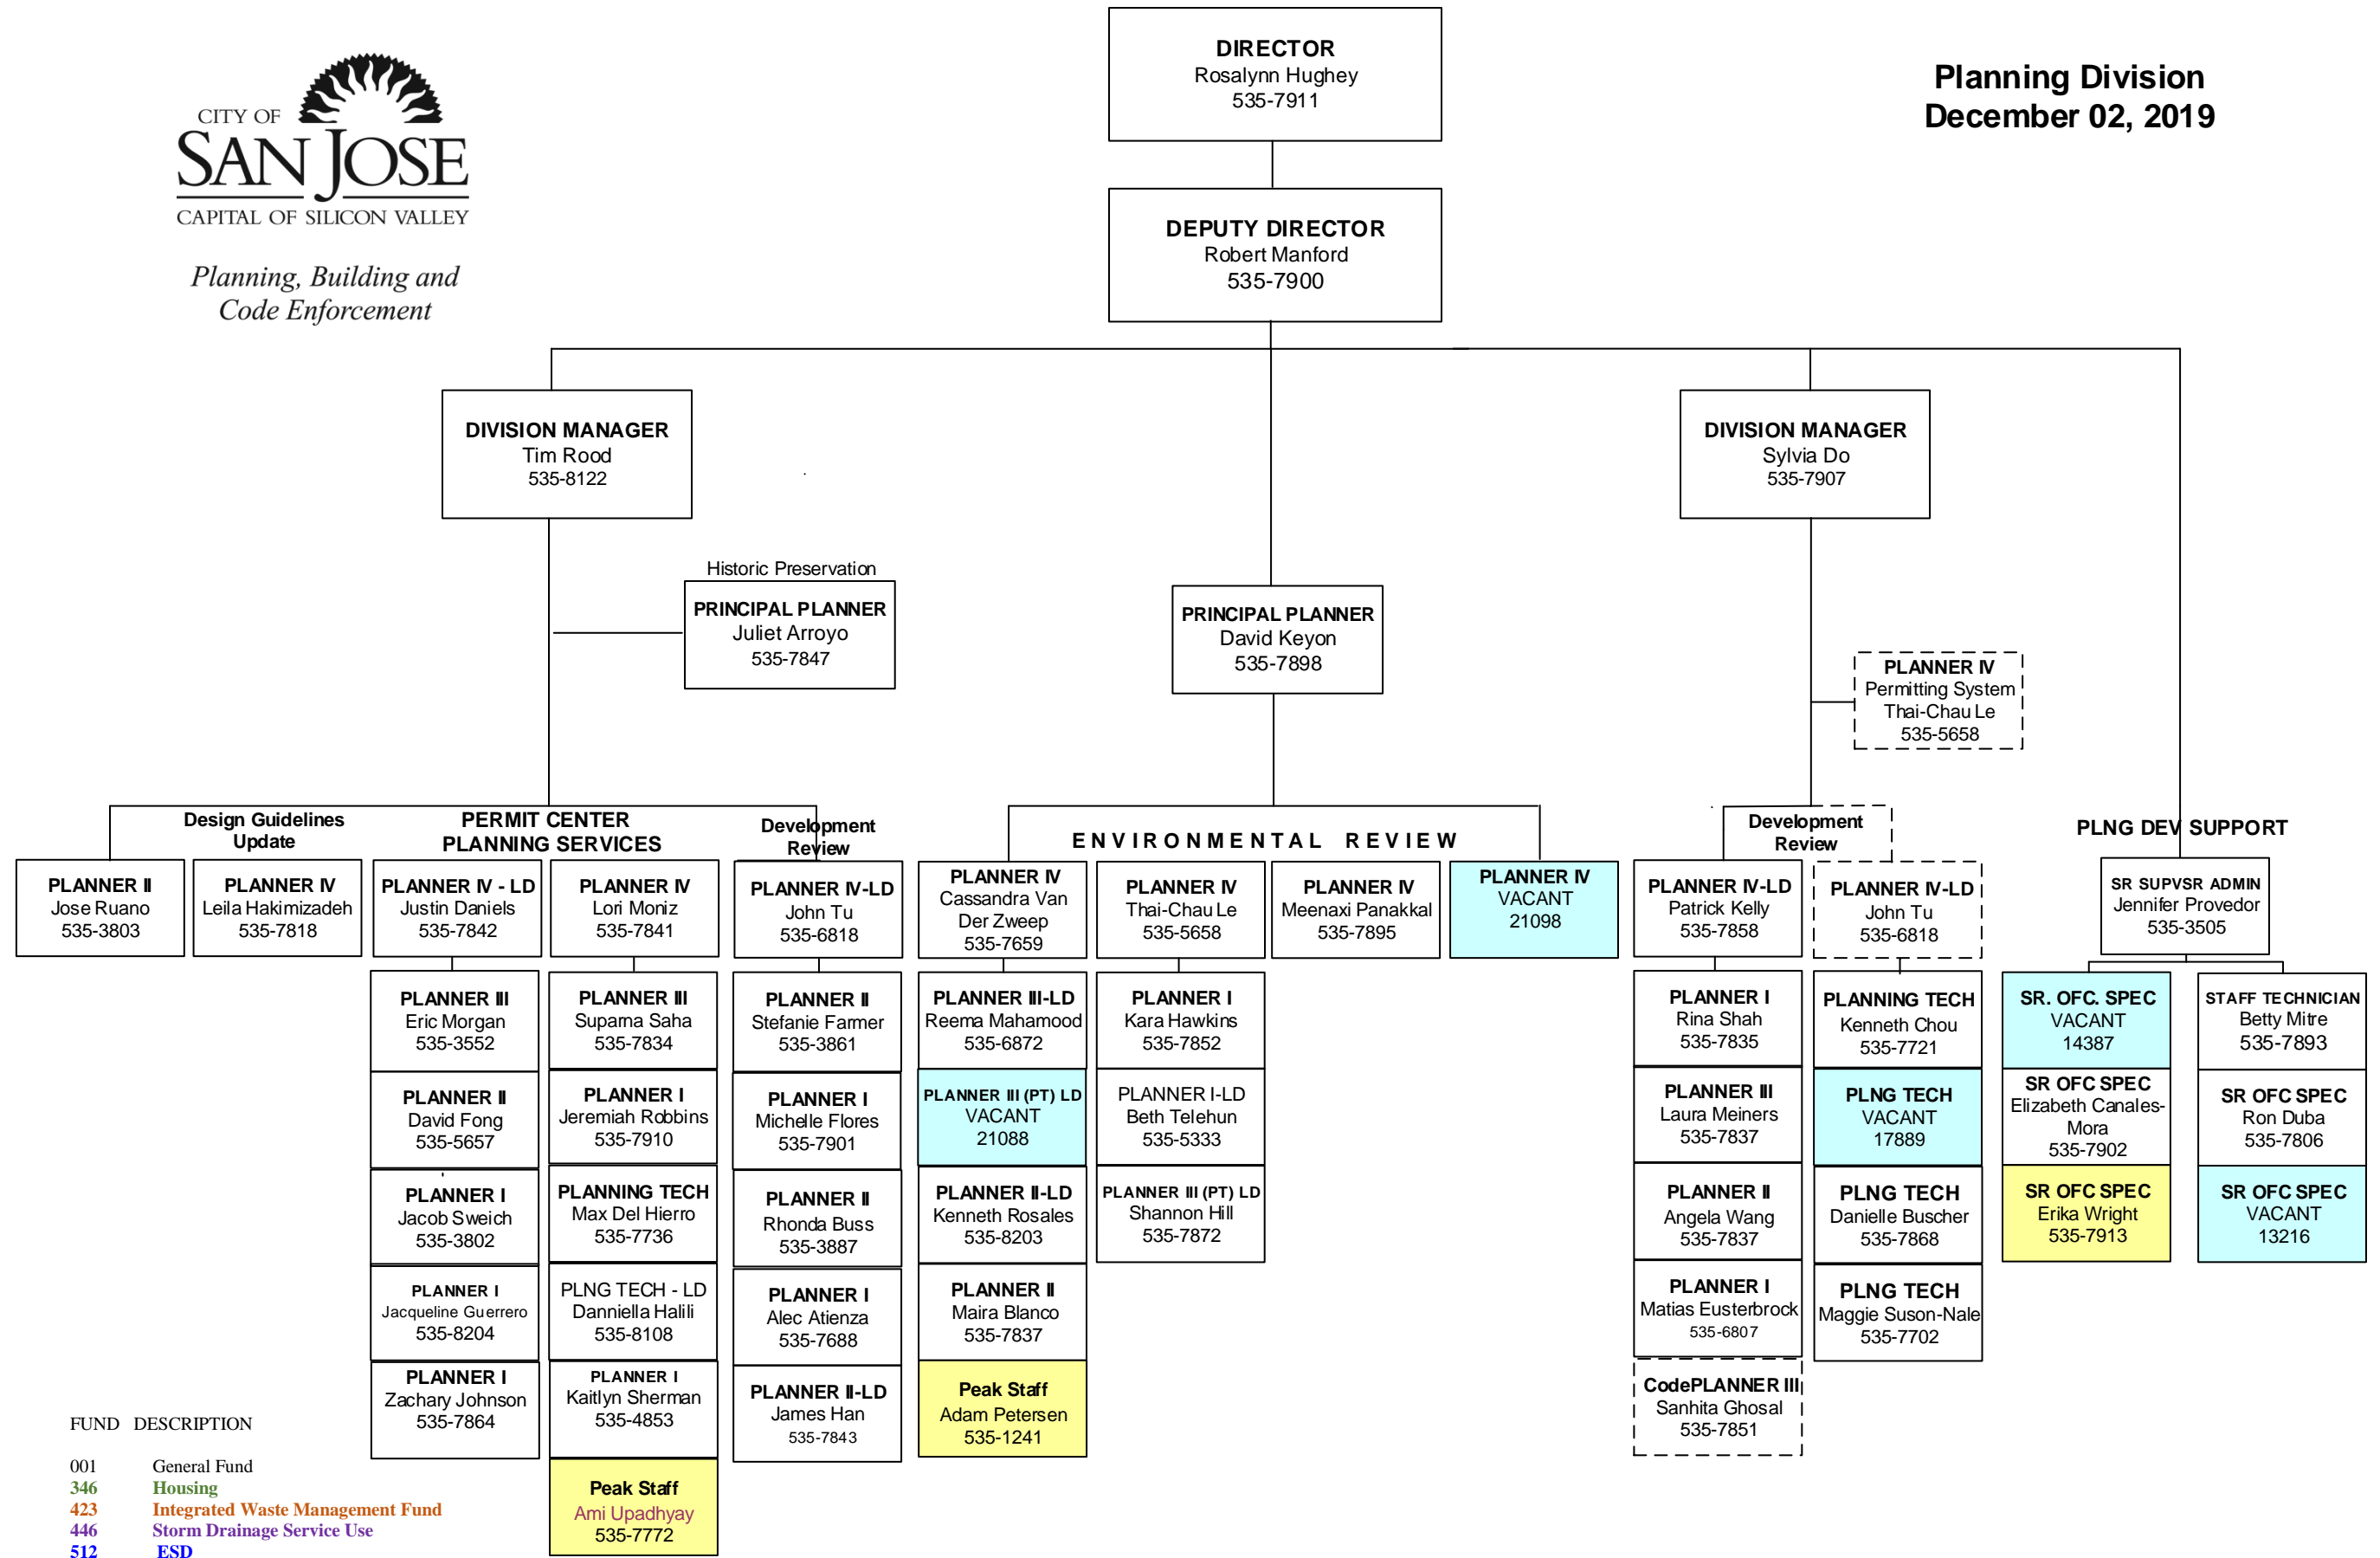 CITY OF
SAN JOSE
CAPITAL OF SILICON VALLEY
Planning, Building and
Code Enforcement
Planning Division
December 02, 2019
DIRECTOR
Rosalynn Hughey
535-7911
DEPUTY DIRECTOR
Robert Manford
535-7900
DIVISION MANAGER
Tim Rood
535-8122
DIVISION MANAGER
Sylvia Do
535-7907
Historic Preservation
PRINCIPAL PLANNER
Juliet Arroyo
535-7847
PRINCIPAL PLANNER
David Keyon
535-7898
PLANNER IV
Permitting System
Thai-Chau Le
535-5658
Design Guidelines
Update
PERMIT CENTER
PLANNING SERVICES
Development
Review
ENVIRONMENTAL REVIEW
Development
Review
PLNG DEV SUPPORT
PLANNER II
Jose Ruano
535-3803
PLANNER IV
Leila Hakimizadeh
535-7818
PLANNER IV - LD
Justin Daniels
535-7842
PLANNER III
Eric Morgan
535-3552
PLANNER II
David Fong
535-5657
PLANNER I
Jacob Sweich
535-3802
PLANNER I
Jacqueline Guerrero
535-8204
PLANNER I
Zachary Johnson
535-7864
PLANNER IV
Lori Moniz
535-7841
PLANNER III
Suparna Saha
535-7834
PLANNER I
Jeremiah Robbins
535-7910
PLANNING TECH
Max Del Hierro
535-7736
PLNG TECH - LD
Danniella Halili
535-8108
PLANNER I
Kaitlyn Sherman
535-4853
Peak Staff
Ami Upadhyay
535-7772
PLANNER IV-LD
John Tu
535-6818
PLANNER II
Stefanie Farmer
535-3861
PLANNER I
Michelle Flores
535-7901
PLANNER II
Rhonda Buss
535-3887
PLANNER I
Alec Atienza
535-7688
PLANNER II-LD
James Han
535-7843
PLANNER IV
Cassandra Van
Der Zweep
535-7659
PLANNER III-LD
Reema Mahamood
535-6872
PLANNER III (PT) LD
VACANT
21088
PLANNER II-LD
Kenneth Rosales
535-8203
PLANNER II
Maira Blanco
535-7837
Peak Staff
Adam Petersen
535-1241
PLANNER IV
Thai-Chau Le
535-5658
PLANNER I
Kara Hawkins
535-7852
PLANNER I-LD
Beth Telehun
535-5333
PLANNER III (PT) LD
Shannon Hill
535-7872
PLANNER IV
Meenaxi Panakkal
535-7895
PLANNER IV
VACANT
21098
PLANNER IV-LD
Patrick Kelly
535-7858
PLANNER I
Rina Shah
535-7835
PLANNER III
Laura Meiners
535-7837
PLANNER II
Angela Wang
535-7837
PLANNER I
Matias Eusterbrock
535-6807
CodePLANNER III
Sanhita Ghosal
535-7851
PLANNER IV-LD
John Tu
535-6818
PLANNING TECH
Kenneth Chou
535-7721
PLNG TECH
VACANT
17889
PLNG TECH
Danielle Buscher
535-7868
PLNG TECH
Maggie Suson-Nale
535-7702
SR SUPVSR ADMIN
Jennifer Provedor
535-3505
SR. OFC. SPEC
VACANT
14387
SR OFC SPEC
Elizabeth Canales-
Mora
535-7902
SR OFC SPEC
Erika Wright
535-7913
STAFF TECHNICIAN
Betty Mitre
535-7893
SR OFC SPEC
Ron Duba
535-7806
SR OFC SPEC
VACANT
13216
FUND DESCRIPTION
001 General Fund
346 Housing
423 Integrated Waste Management Fund
446 Storm Drainage Service Use
512 ESD